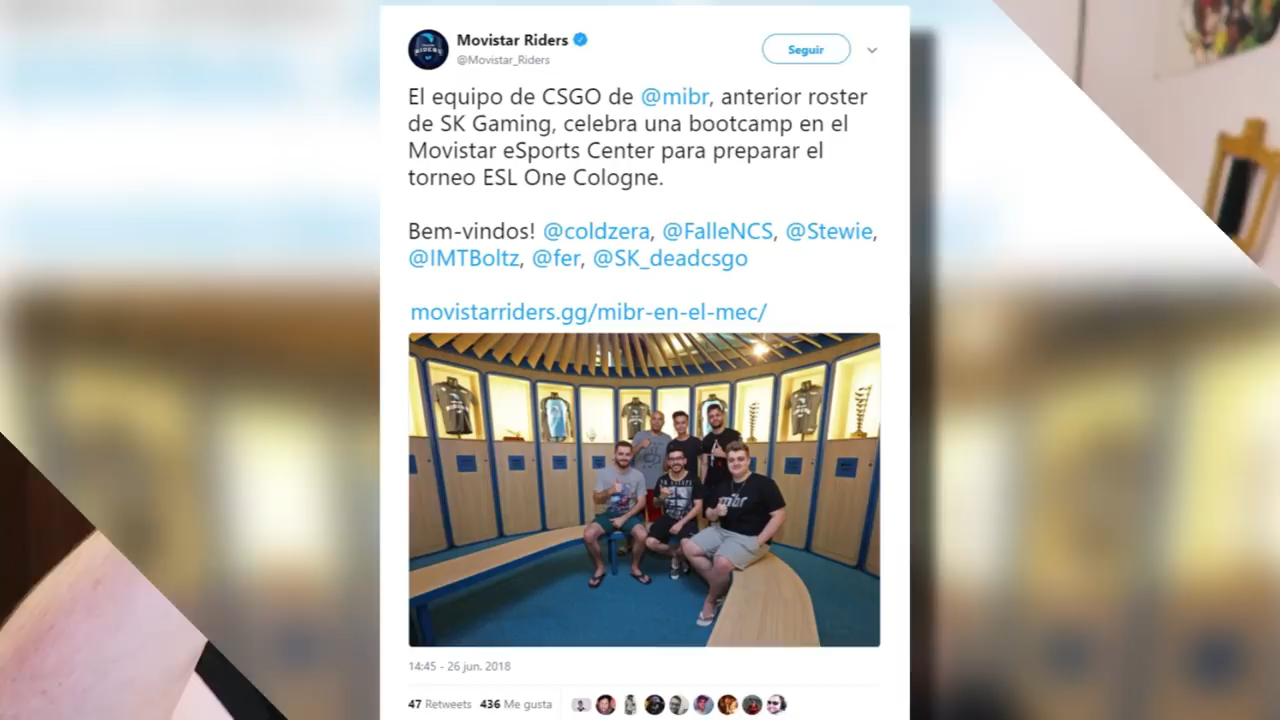 Movistar Riders
@Movistar_Riders
Seguir
El equipo de CSGO de @mibr, anterior roster
de SK Gaming, celebra una bootcamp en el
Movistar eSports Center para preparar el
torneo ESL One Cologne.
Bem-vindos! @coldzera, @FalleNCS, @Stewie,
@IMTBoltz, @fer, @SK_deadcsgo
movistarriders.gg/mibr-en-el-mec/
mibr
14:45 - 26 jun. 2018
47 Retweets 436 Me gusta